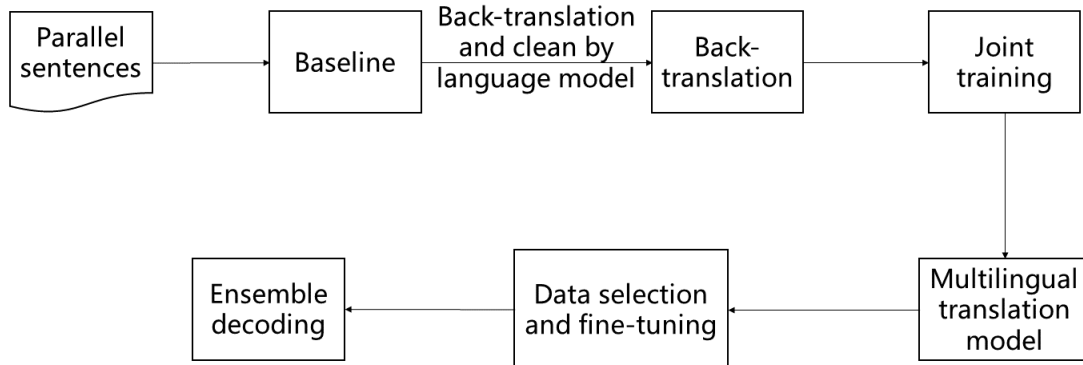 Parallel
sentences
Baseline
Back-translation
and clean by
language model
Back-
translation
Joint
training
Multilingual
translation
model
Data selection
and fine-tuning
Ensemble
decoding